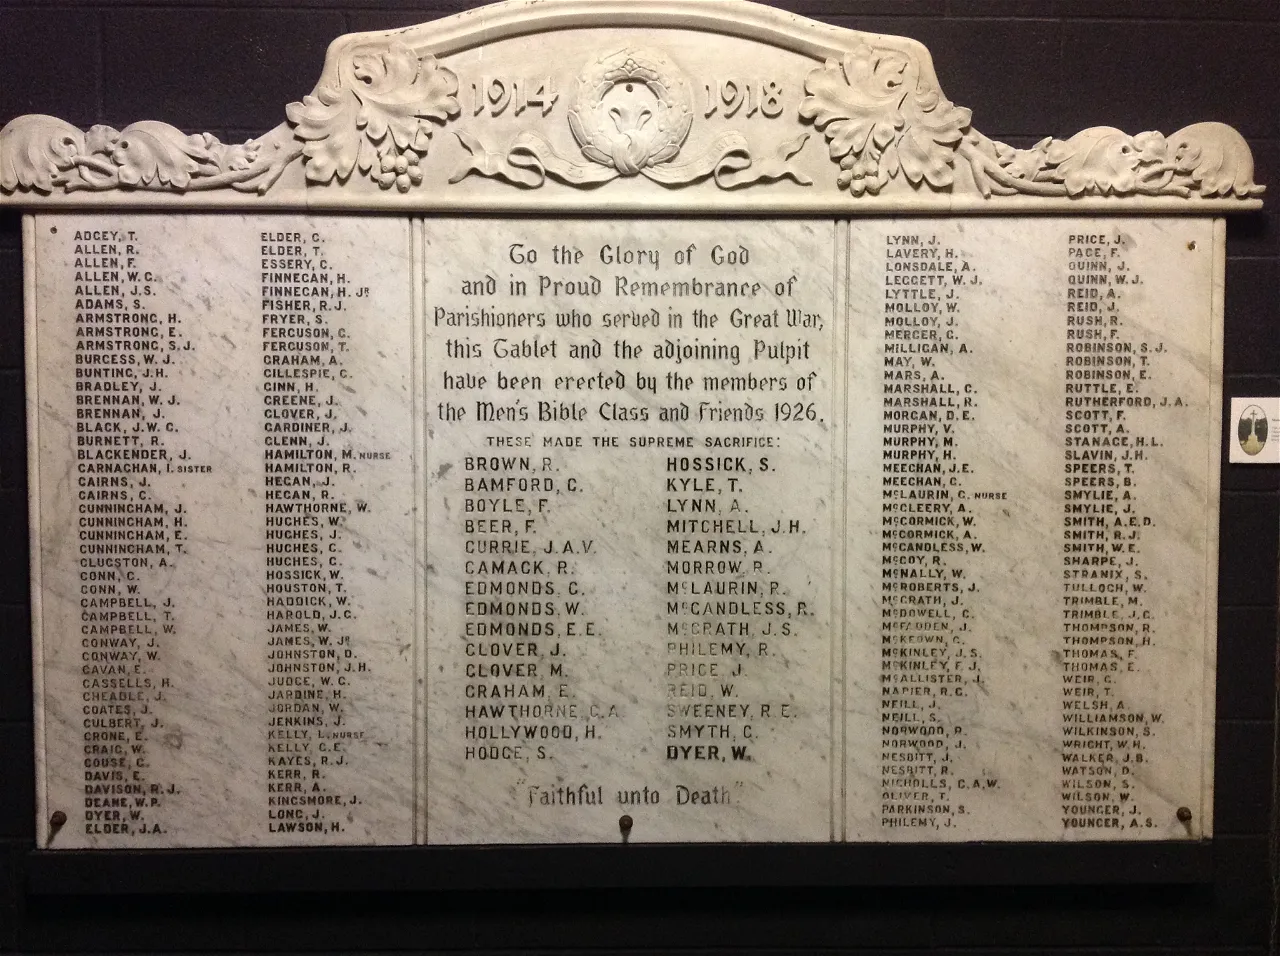 1914 1918
ADGEY, T.
ALLEN, R.
ALLEN, F.
ALLEN, W.C.
ALLEN, J.S.
ADAMS, S.
ARMSTRONG, H.
ARMSTRONG, E.
ARMSTRONG, S.J.
BURGESS, W.J.
BUNTING, J.H.
BRADLEY, J.
BRENNAN, W.J.
BRENNAN, J.
BLACK, J.W.G.
BURNETT, R.
BLACKENDER, J.
CARNAGHAN, I. SISTER
CAIRNS, J.
CAIRNS, G.
CUNNINGHAM, J.
CUNNINGHAM, H.
CUNNINGHAM, E.
CUNNINGHAM, T.
CLUGSTON, A.
CONN, G.
CONN, W.
CAMPBELL, J.
CAMPBELL, T.
CAMPBELL, W.
CONWAY, J.
CONWAY, W.
CAVAN, E.
CASSELLS, H.
CHEADLE, J.
COATES, J.
CULBERT, J.
CRONE, E.
CRAIG, W.
COUSE, G.
DAVIS, E.
DAVISON, R.J.
DEANE, W.P.
DYER, W.
ELDER, J.A.
ELDER, G.
ELDER, T.
ESSERY, C.
FINNEGAN, H.
FINNEGAN, H. JR
FISHER, R.J.
FRYER, S.
FERGUSON, G.
FERGUSON, T.
GRAHAM, A.
GILLESPIE, G.
GINN, H.
GREENE, J.
GLOVER, J.
GARDINER, J.
GLENN, J.
HAMILTON, M. NURSE
HAMILTON, R.
HEGAN, J.
HEGAN, R.
HAWTHORNE, W.
HUGHES, W.
HUGHES, J.
HUGHES, G.
HUGHES, C.
HOSSICK, W.
HOUSTON, T.
HADDICK, W.
HAROLD, J.C.
JAMES, W.
JAMES, W. JR
JOHNSTON, D.
JOHNSTON, J.H.
JUDGE, W.G.
JARDINE, H.
JORDAN, W.
JENKINS, J.
KELLY, L. NURSE
KELLY, G.E.
KAYES, R.J.
KERR, R.
KERR, A.
KINGSMORE, J.
LONG, J.
LAWSON, H.
To the Glory of God
and in Proud Remembrance of
Parishioners who served in the Great War,
this Tablet and the adjoining Pulpit
have been erected by the members of
the Men's Bible Class and Friends 1926.
THESE MADE THE SUPREME SACRIFICE:
BROWN, R.
BAMFORD, G.
BOYLE, F.
BEER, F.
CURRIE, J.A.V.
CAMACK, R.
EDMONDS, G.
EDMONDS, W.
EDMONDS, E.E.
GLOVER, J.
GLOVER, M.
GRAHAM, E.
HAWTHORNE, G.A.
HOLLYWOOD, H.
HODGE, S.
HOSSICK, S.
KYLE, T.
LYNN, A.
MITCHELL, J.H.
MEARNS, A.
MORROW, R.
McLAURIN, R.
McCANDLESS, R.
McGRATH, J.S.
PHILEMY, R.
PRICE, J.
REID, W.
SWEENEY, R.E.
SMYTH, C.
DYER, W.
"Faithful unto Death"
LYNN, J.
LAVERY, H.
LONSDALE, A.
LEGGETT, W.J.
LYTTLE, J.
MOLLOY, W.
MOLLOY, J.
MERCER, G.
MILLIGAN, A.
MAY, W.
MARS, A.
MARSHALL, G.
MARSHALL, R.
MORGAN, D.E.
MURPHY, V.
MURPHY, M.
MURPHY, H.
MEEGHAN, J.E.
MEEGHAN, G.
McLAURIN, G. NURSE
McCLEERY, A.
McCORMICK, W.
McCORMICK, A.
McCANDLESS, W.
McCOY, R.
McNALLY, W.
McROBERTS, J.
McGRATH, J.
McDOWELL, G.
McFADDEN, J.
McKEOWN, G.
McKINLEY, J.S.
McKINLEY, F.J.
McALLISTER, J.
NAPIER, R.G.
NEILL, J.
NEILL, S.
NORWOOD, R.
NORWOOD, J.
NESBITT, J.
NESBITT, R.
NICHOLLS, G.A.W.
OLIVER, T.
PARKINSON, S.
PHILEMY, J.
PRICE, J.
PAGE, F.
QUINN, J.
QUINN, W.J.
REID, A.
REID, J.
RUSH, R.
RUSH, F.
ROBINSON, S.J.
ROBINSON, T.
ROBINSON, E.
RUTTLE, E.
RUTHERFORD, J.A.
SCOTT, F.
SCOTT, A.
STANAGE, H.L.
SLAVIN, J.H.
SPEERS, T.
SPEERS, B.
SMYLIE, A.
SMYLIE, J.
SMITH, A.E.D.
SMITH, R.J.
SMITH, W.E.
SHARPE, J.
STRANIX, S.
TULLOCH, W.
TRIMBLE, M.
TRIMBLE, J.G.
THOMPSON, R.
THOMPSON, H.
THOMAS, F.
THOMAS, E.
WEIR, G.
WEIR, T.
WELSH, A.
WILLIAMSON, W.
WILKINSON, S.
WRIGHT, W.H.
WALKER, J.B.
WATSON, D.
WILSON, S.
WILSON, W.
YOUNGER, J.
YOUNGER, A.S.